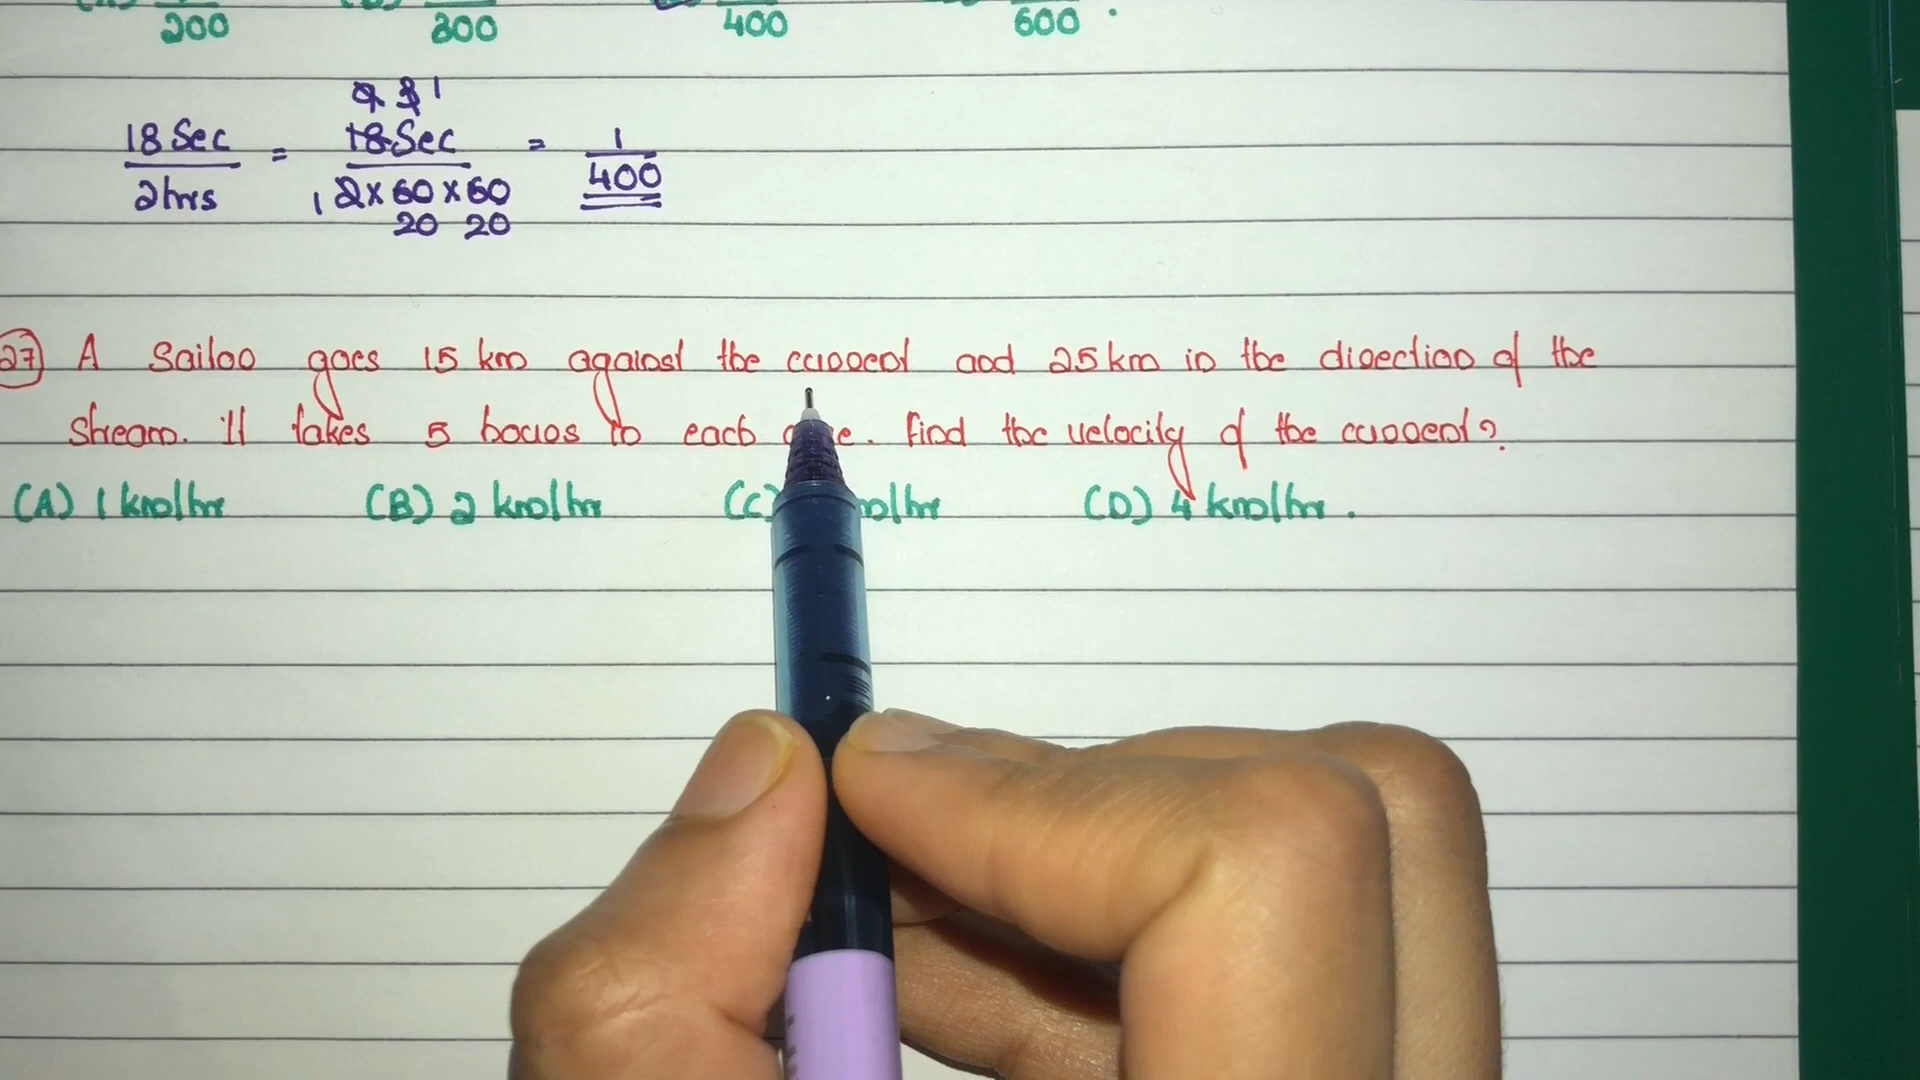 200 300 400 600 .
9 3 1
18 Sec = 18 Sec = 1
2hrs 1 2 x 60 x 60 400
20 20
27) A Sailor goes 15 km against the current and 25 km in the direction of the
stream. It takes 5 hours to each . Find the velocity of the current?
(A) 1 km/hr (B) 2 km/hr (C) /hr (D) 4 km/hr .